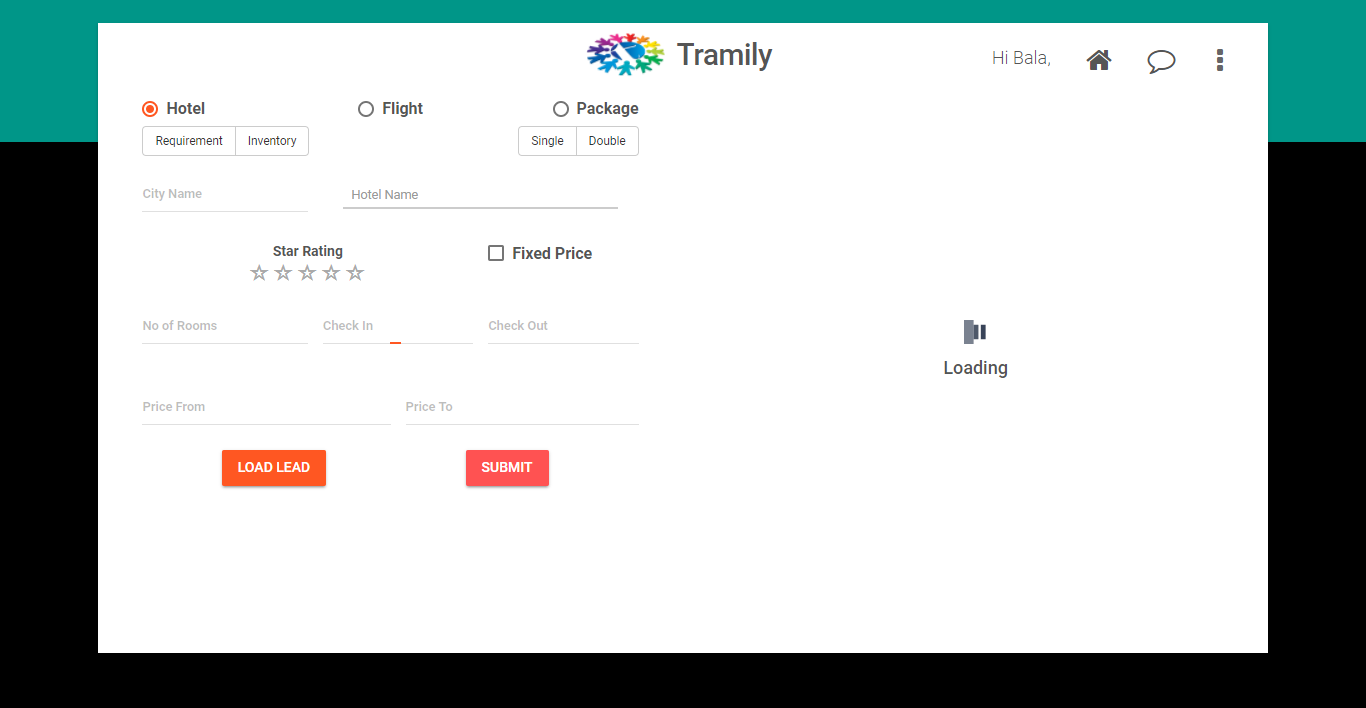 Tramily
Hi Bala,
Hotel Flight Package
Requirement Inventory Single Double
City Name Hotel Name
Star Rating Fixed Price
No of Rooms Check In Check Out
Loading
Price From Price To
LOAD LEAD SUBMIT